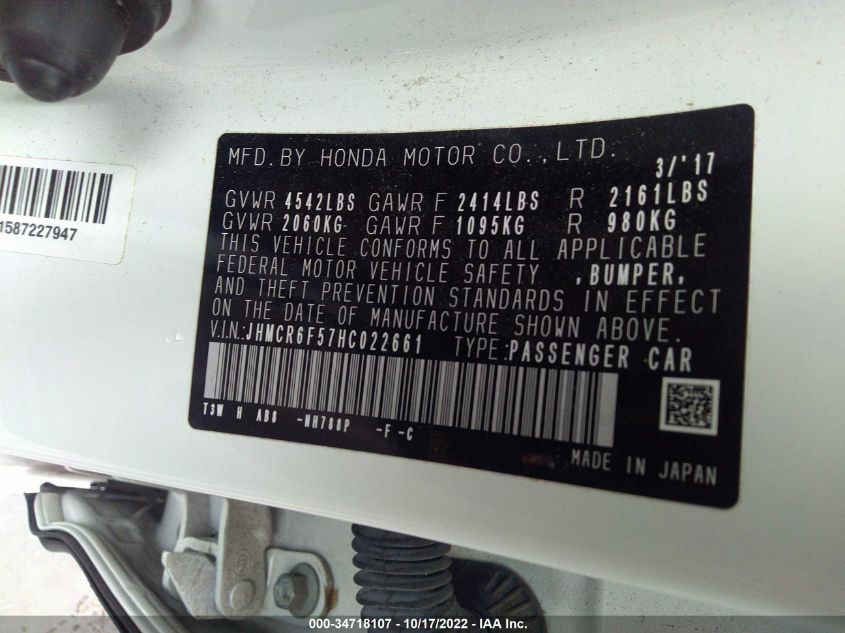 MFD. BY HONDA MOTOR CO., LTD. 3/'17
GVWR 4542LBS GAWR F 2414LBS R 2161LBS
GVWR 2060KG GAWR F 1095KG R 980KG
THIS VEHICLE CONFORMS TO ALL APPLICABLE
FEDERAL MOTOR VEHICLE SAFETY , BUMPER,
AND THEFT PREVENTION STANDARDS IN EFFECT
ON THE DATE OF MANUFACTURE SHOWN ABOVE.
V.IN.:JHMCR6F57HC022661 TYPE:PASSENGER CAR
T3W H AB8 -NH788P -F -C
MADE IN JAPAN
1587227947
000-34718107 - 10/17/2022 - IAA Inc.